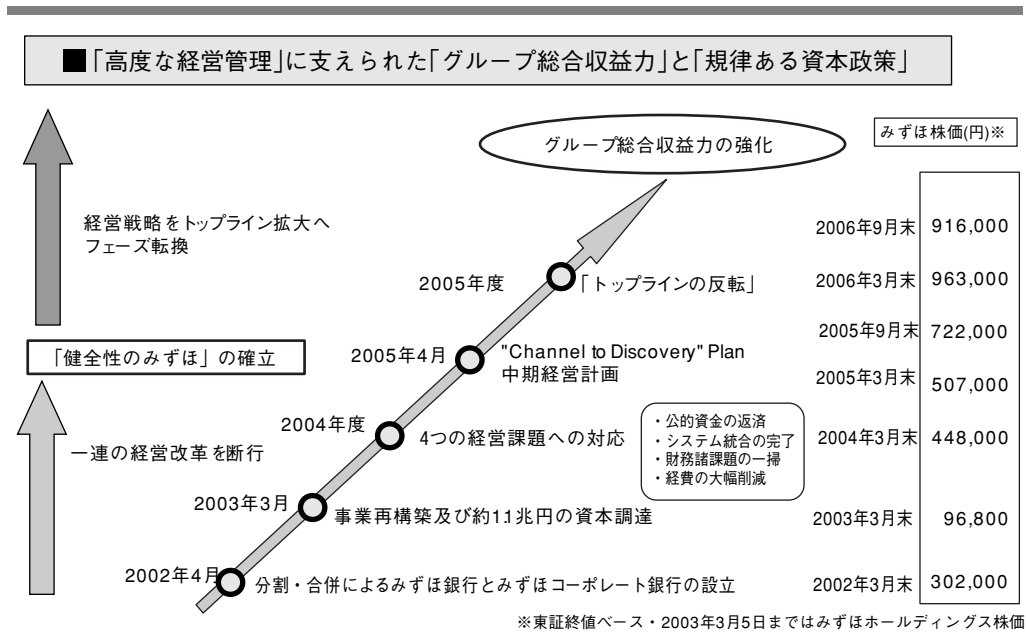 ■「高度な経営管理」に支えられた「グループ総合収益力」と「規律ある資本政策」
グループ総合収益力の強化
みずほ株価(円)※
経営戦略をトップライン拡大へ
フェーズ転換
2006年9月末 916,000
2005年度 「トップラインの反転」
2006年3月末 963,000
2005年9月末 722,000
「健全性のみずほ」の確立
2005年4月 "Channel to Discovery" Plan
中期経営計画
2005年3月末 507,000
2004年度 4つの経営課題への対応
・公的資金の返済
・システム統合の完了
・財務諸課題の一掃
・経費の大幅削減
2004年3月末 448,000
一連の経営改革を断行
2003年3月 事業再構築及び約1.1兆円の資本調達
2003年3月末 96,800
2002年4月 分割・合併によるみずほ銀行とみずほコーポレート銀行の設立
2002年3月末 302,000
※東証終値ベース・2003年3月5日まではみずほホールディングス株価